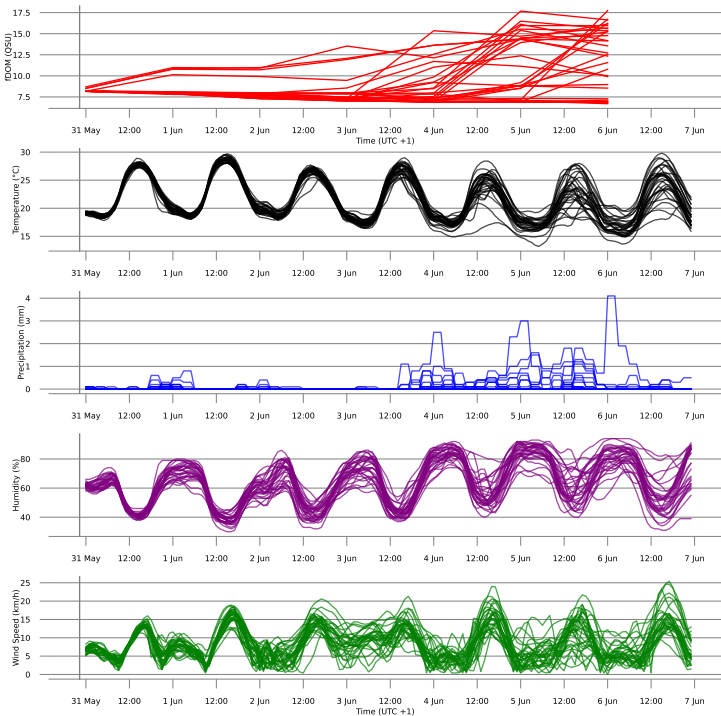 17.5
15.0
12.5
10.0
7.5
fDOM (QSU)
31 May 12:00 1 Jun 12:00 2 Jun 12:00 3 Jun 12:00 4 Jun 12:00 5 Jun 12:00 6 Jun 12:00 7 Jun
Time (UTC +1)
30
25
20
15
Temperature (°C)
31 May 12:00 1 Jun 12:00 2 Jun 12:00 3 Jun 12:00 4 Jun 12:00 5 Jun 12:00 6 Jun 12:00 7 Jun
4
3
2
1
0
Precipitation (mm)
31 May 12:00 1 Jun 12:00 2 Jun 12:00 3 Jun 12:00 4 Jun 12:00 5 Jun 12:00 6 Jun 12:00 7 Jun
80
60
40
Humidity (%)
31 May 12:00 1 Jun 12:00 2 Jun 12:00 3 Jun 12:00 4 Jun 12:00 5 Jun 12:00 6 Jun 12:00 7 Jun
25
20
15
10
5
0
Wind Speed (km/h)
31 May 12:00 1 Jun 12:00 2 Jun 12:00 3 Jun 12:00 4 Jun 12:00 5 Jun 12:00 6 Jun 12:00 7 Jun
Time (UTC +1)